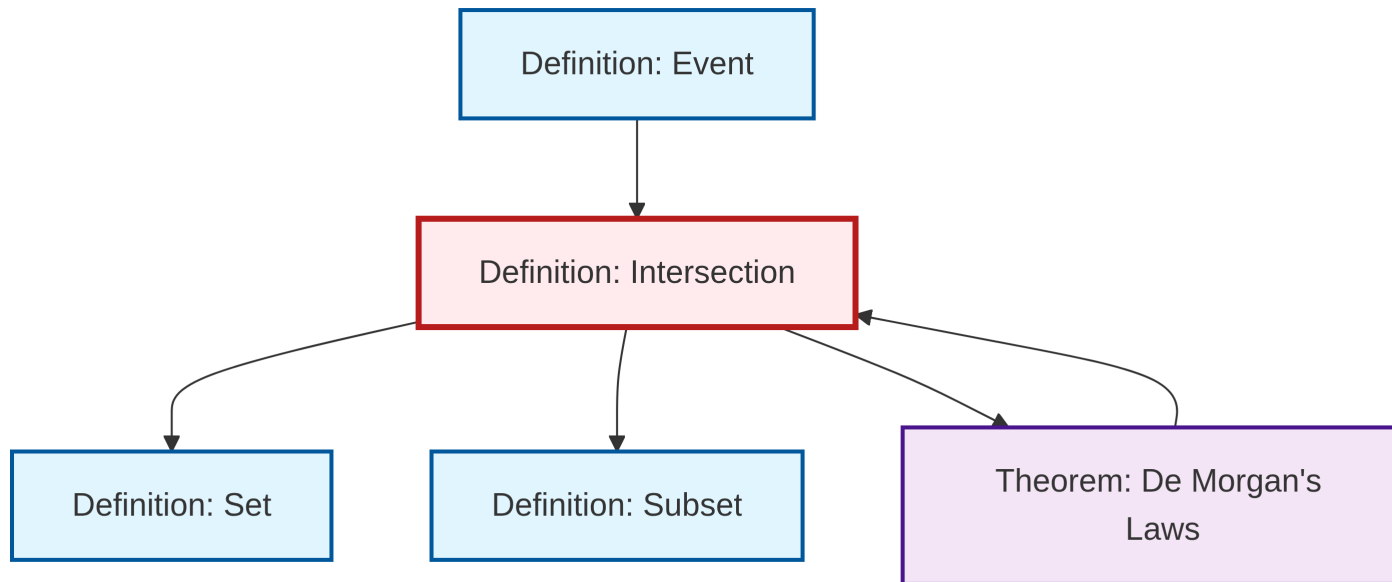 Definition: Event
Definition: Intersection
Definition: Set
Definition: Subset
Theorem: De Morgan's
Laws